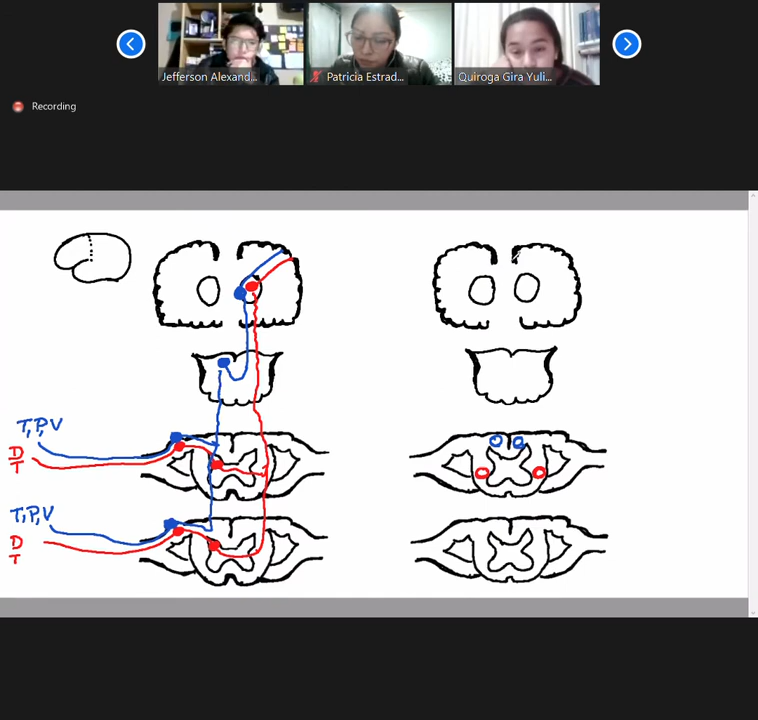 Jefferson Alexand...
Patricia Estrad...
Quiroga Gira Yuli...
Recording
T,P,V
D
T
T,P,V
D
T